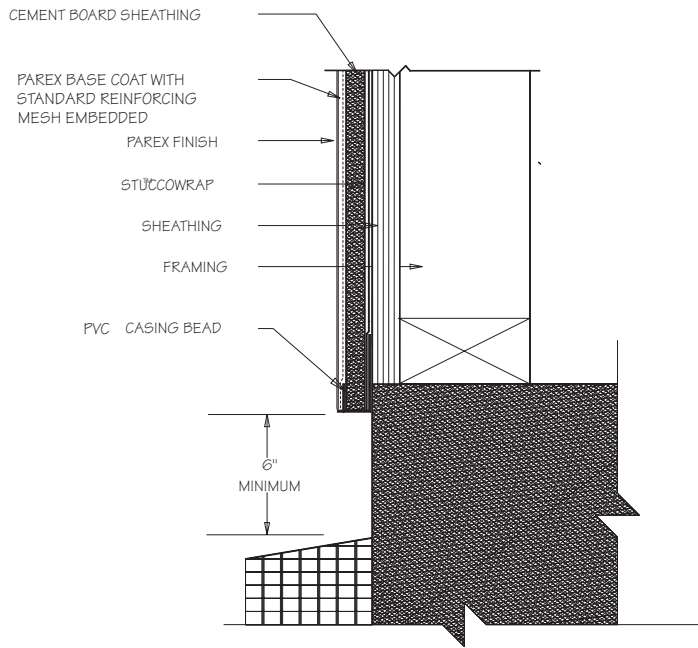 CEMENT BOARD SHEATHING
PAREX BASE COAT WITH
STANDARD REINFORCING
MESH EMBEDDED
PAREX FINISH
STUCCOWRAP
SHEATHING
FRAMING
PVC CASING BEAD
6"
MINIMUM